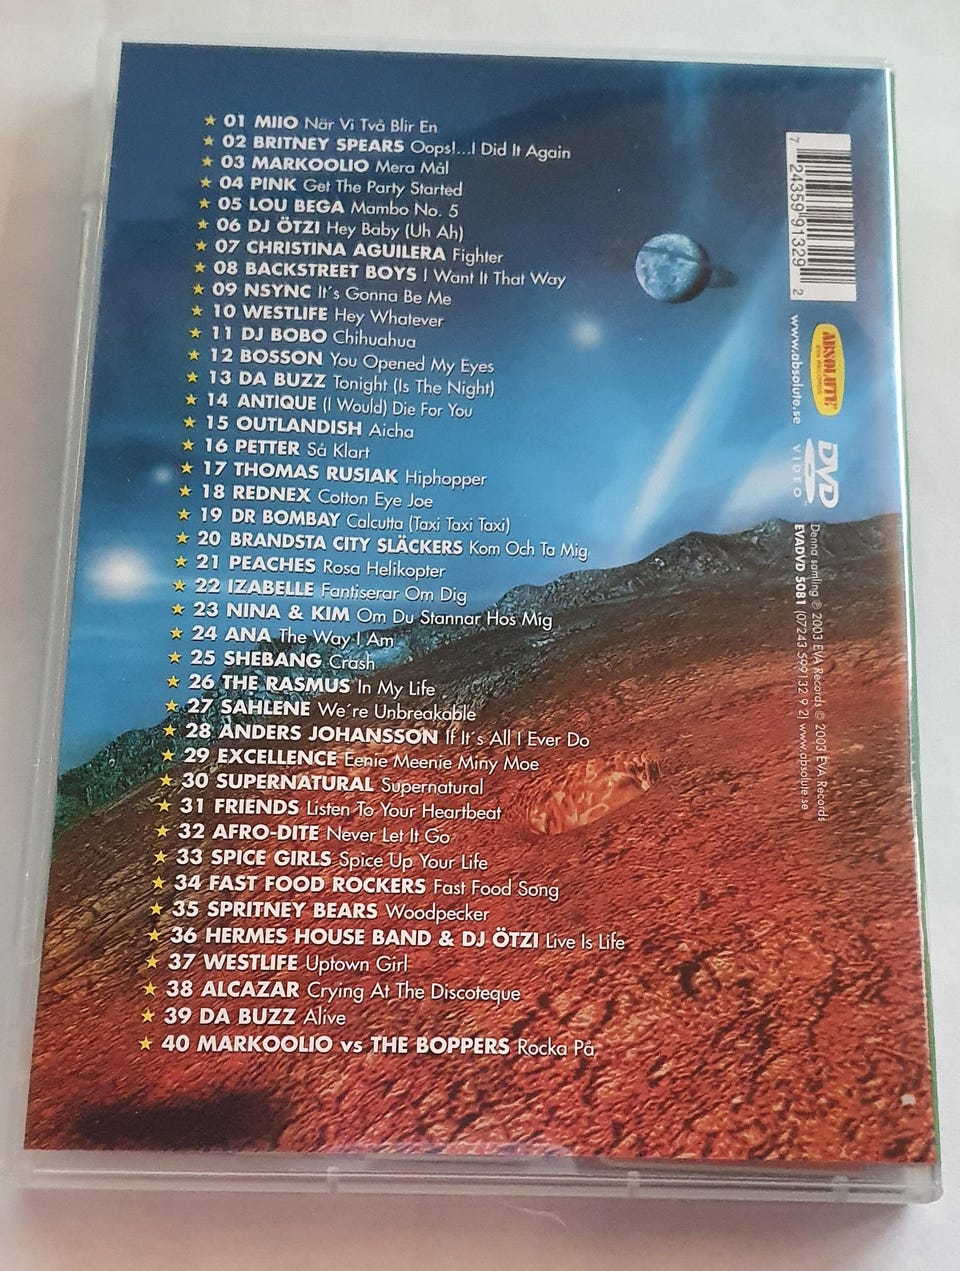 ★ 01 MIIO När Vi Två Blir En
★ 02 BRITNEY SPEARS Oops!...I Did It Again
★ 03 MARKOOLIO Mera Mål
★ 04 PINK Get The Party Started
★ 05 LOU BEGA Mambo No. 5
★ 06 DJ ÖTZI Hey Baby (Uh Ah)
★ 07 CHRISTINA AGUILERA Fighter
★ 08 BACKSTREET BOYS I Want It That Way
★ 09 NSYNC It´s Gonna Be Me
★ 10 WESTLIFE Hey Whatever
★ 11 DJ BOBO Chihuahua
★ 12 BOSSON You Opened My Eyes
★ 13 DA BUZZ Tonight (Is The Night)
★ 14 ANTIQUE (I Would) Die For You
★ 15 OUTLANDISH Aicha
★ 16 PETTER Så Klart
★ 17 THOMAS RUSIAK Hiphopper
★ 18 REDNEX Cotton Eye Joe
★ 19 DR BOMBAY Calcutta (Taxi Taxi Taxi)
★ 20 BRANDSTA CITY SLÄCKERS Kom Och Ta Mig
★ 21 PEACHES Rosa Helikopter
★ 22 IZABELLE Fantiserar Om Dig
★ 23 NINA & KIM Om Du Stannar Hos Mig
★ 24 ANA The Way I Am
★ 25 SHEBANG Crash
★ 26 THE RASMUS In My Life
★ 27 SAHLENE We´re Unbreakable
★ 28 ANDERS JOHANSSON If It´s All I Ever Do
★ 29 EXCELLENCE Eenie Meenie Miny Moe
★ 30 SUPERNATURAL Supernatural
★ 31 FRIENDS Listen To Your Heartbeat
★ 32 AFRO-DITE Never Let It Go
★ 33 SPICE GIRLS Spice Up Your Life
★ 34 FAST FOOD ROCKERS Fast Food Song
★ 35 SPRITNEY BEARS Woodpecker
★ 36 HERMES HOUSE BAND & DJ ÖTZI Live Is Life
★ 37 WESTLIFE Uptown Girl
★ 38 ALCAZAR Crying At The Discoteque
★ 39 DA BUZZ Alive
★ 40 MARKOOLIO vs THE BOPPERS Rocka På
7 24359 91329 2
ABSOLUTE
EVA RECORDS
www.absolute.se
DVD
VIDEO
Denna samling ℗ 2003 EVA Records © 2003 EVA Records
EVADVD 5081 (07243 599132 9 2) www.absolute.se